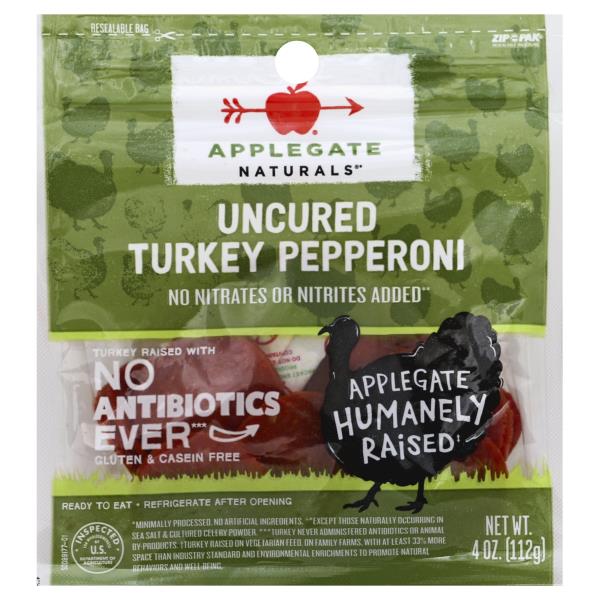 RESEALABLE BAG
ZIP-PAK
APPLEGATE
NATURALS®*
UNCURED
TURKEY PEPPERONI
NO NITRATES OR NITRITES ADDED**
TURKEY RAISED WITH
NO
ANTIBIOTICS
EVER***
GLUTEN & CASEIN FREE
APPLEGATE
HUMANELY
RAISED†
READY TO EAT • REFRIGERATE AFTER OPENING
*MINIMALLY PROCESSED. NO ARTIFICIAL INGREDIENTS. **EXCEPT THOSE NATURALLY OCCURRING IN
SEA SALT & CULTURED CELERY POWDER. ***TURKEY NEVER ADMINISTERED ANTIBIOTICS OR ANIMAL
BY-PRODUCTS. †TURKEY RAISED ON VEGETARIAN FEED, ON FAMILY FARMS, WITH AT LEAST 33% MORE
SPACE THAN INDUSTRY STANDARD AND ENVIRONMENTAL ENRICHMENTS TO PROMOTE NATURAL
BEHAVIORS AND WELL-BEING.
INSPECTED
U.S.
DEPARTMENT OF
AGRICULTURE
NET WT.
4 OZ. (112g)